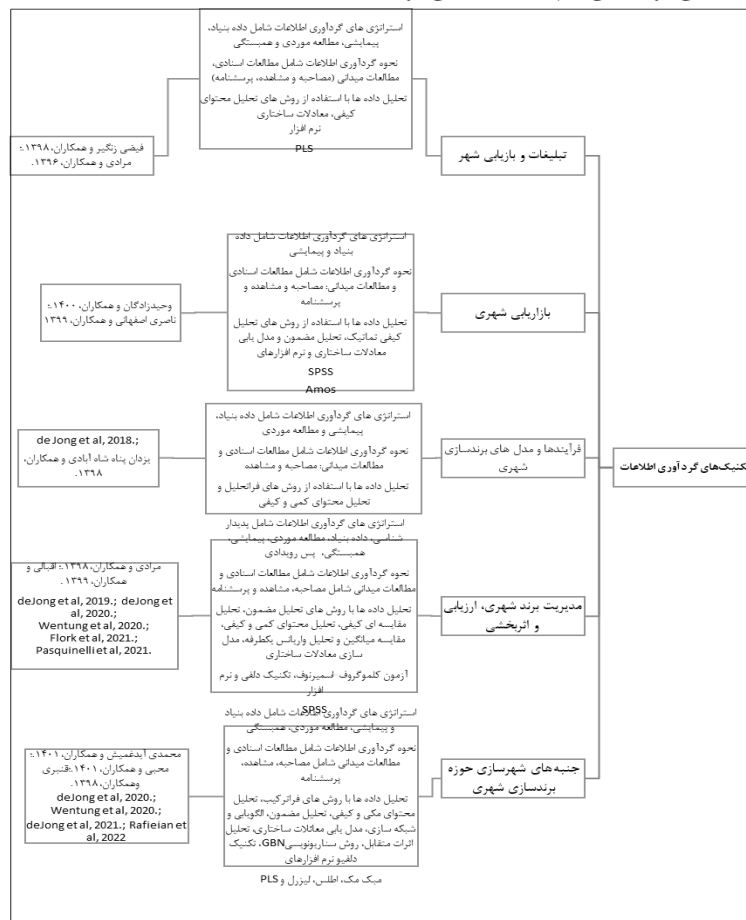 تکنیک‌های گردآوری اطلاعات
تبلیغات و بازیابی شهر
استراتژی های گردآوری اطلاعات شامل داده بنیاد،
پیمایشی، مطالعه موردی و همبستگی
نحوه گردآوری اطلاعات شامل مطالعات اسنادی،
مطالعات میدانی (مصاحبه و مشاهده، پرسشنامه)
تحلیل داده ها با استفاده از روش های تحلیل محتوای
کیفی، معادلات ساختاری
نرم افزار
PLS
فیضی زنگیر و همکاران، ۱۳۹۸.؛
مرادی و همکاران، ۱۳۹۶.
بازاریابی شهری
استراتژی های گردآوری اطلاعات شامل داده
بنیاد و پیمایشی
نحوه گردآوری اطلاعات شامل مطالعات اسنادی
و مطالعات میدانی: مصاحبه و مشاهده و
پرسشنامه
تحلیل داده ها با استفاده از روش های تحلیل
کیفی تماتیک، تحلیل مضمون و مدل یابی
معادلات ساختاری و نرم افزارهای
SPSS
Amos
وحیدزادگان و همکاران، ۱۴۰۰.؛
ناصری اصفهانی و همکاران، ۱۳۹۹
فرآیندها و مدل های برندسازی
شهری
استراتژی های گردآوری اطلاعات شامل داده بنیاد،
پیمایشی و مطالعه موردی
نحوه گردآوری اطلاعات شامل مطالعات اسنادی و
مطالعات میدانی: مصاحبه و مشاهده
تحلیل داده ها با استفاده از روش های فراتحلیل و
تحلیل محتوای کمی و کیفی
de Jong et al, 2018.;
یزدان پناه شاه آبادی و همکاران،
۱۳۹۸.
مدیریت برند شهری، ارزیابی
و اثربخشی
استراتژی های گردآوری اطلاعات شامل پدیدار
شناسی، داده بنیاد، مطالعه موردی، پیمایشی،
همبستگی، پس رویدادی
نحوه گردآوری اطلاعات شامل مطالعات اسنادی و
مطالعات میدانی شامل مصاحبه، مشاهده و پرسشنامه
تحلیل داده ها با روش های تحلیل مضمون، تحلیل
مقایسه ای کیفی، تحلیل محتوای کمی و کیفی،
مقایسه میانگین و تحلیل واریانس یکطرفه، مدل
سازی معادلات ساختاری
آزمون کلموگروف اسمیرنوف، تکنیک دلفی و نرم
افزار
SPSS
مرادی و همکاران، ۱۳۹۸.؛ اقبالی و
همکاران، ۱۳۹۹.
deJong et al, 2019.; deJong et
al, 2020.;
Wentung et al, 2020.;
Flork et al, 2021.;
Pasquinelli et al, 2021.
جنبه های شهرسازی حوزه
برندسازی شهری
استراتژی های گردآوری اطلاعات شامل داده بنیاد
و پیمایشی، مطالعه موردی، همبستگی
نحوه گردآوری اطلاعات شامل مطالعات اسنادی و
مطالعات میدانی شامل مصاحبه، مشاهده،
پرسشنامه
تحلیل داده ها با روش های فراترکیب، تحلیل
محتوای مکی و کیفی، تحلیل مضمون، الگویابی و
شبکه سازی، مدل یابی معادلات ساختاری، تحلیل
اثرات متقابل، روش سناریونویسیGBN، تکنیک
دلفیو نرم افزارهای
میک مک، اطلس، لیزرل و PLS
محمدی آیدغمیش و همکاران، ۱۴۰۱.؛
محبی و همکاران، ۱۴۰۱.؛قنبری
وهمکاران، ۱۳۹۸.
deJong et al, 2020.;
Wentung et al, 2020.;
deJong et al, 2021.; Rafieian et
al, 2022